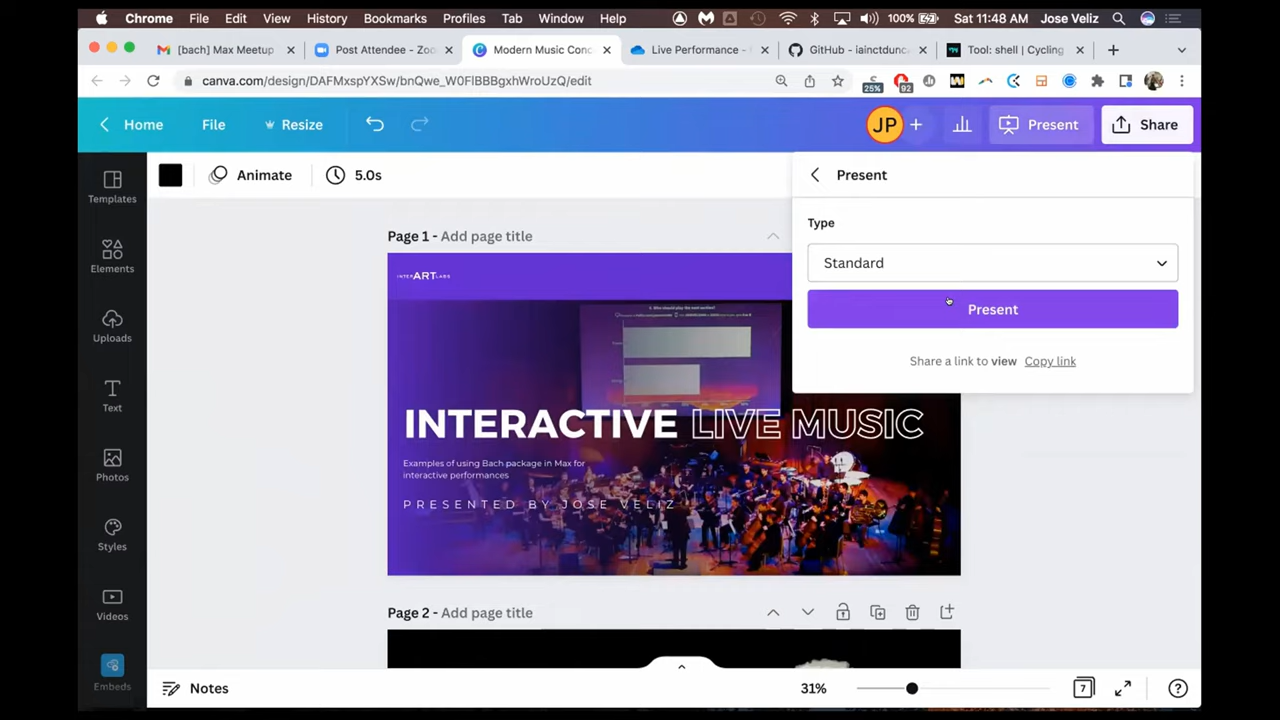 Chrome File Edit View History Bookmarks Profiles Tab Window Help 100% Sat 11:48 AM Jose Veliz
[bach] Max Meetup Post Attendee - Zoo Modern Music Conc Live Performance - GitHub - iainctdunca Tool: shell | Cycling
canva.com/design/DAFMxspYXSw/bnQwe_W0FlBBBgxhWroUzQ/edit 25% 92
Home File Resize JP Present Share
Animate 5.0s
Present
Templates
Type
Page 1 - Add page title
Elements
Standard
INTERARTLABS
Present
Uploads
Share a link to view Copy link
Text
INTERACTIVE LIVE MUSIC
Photos
Examples of using Bach package in Max for
interactive performances
PRESENTED BY JOSE VELIZ
Styles
Videos
Page 2 - Add page title
Embeds
Notes 31% 7